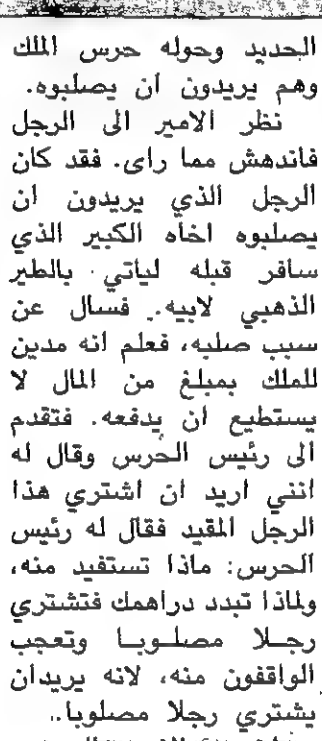 الحديد وحوله حرس الملك
وهم يريدون ان يصلبوه.
نظر الامير الى الرجل
فاندهش مما راى. فقد كان
الرجل الذي يريدون ان
يصلبوه اخاه الكبير الذي
سافر قبله لياتي بالطير
الذهبي لابيه. فسال عن
سبب صلبه، فعلم انه مدين
للملك بمبلغ من المال لا
يستطيع ان يدفعه. فتقدم
الى رئيس الحرس وقال له
انني اريد ان اشتري هذا
الرجل المقيد فقال له رئيس
الحرس: ماذا تستفيد منه،
ولماذا تبدد دراهمك فتشتري
رجلا مصلوبا وتعجب
الواقفون منه، لانه يريدان
يشتري رجلا مصلوبا..